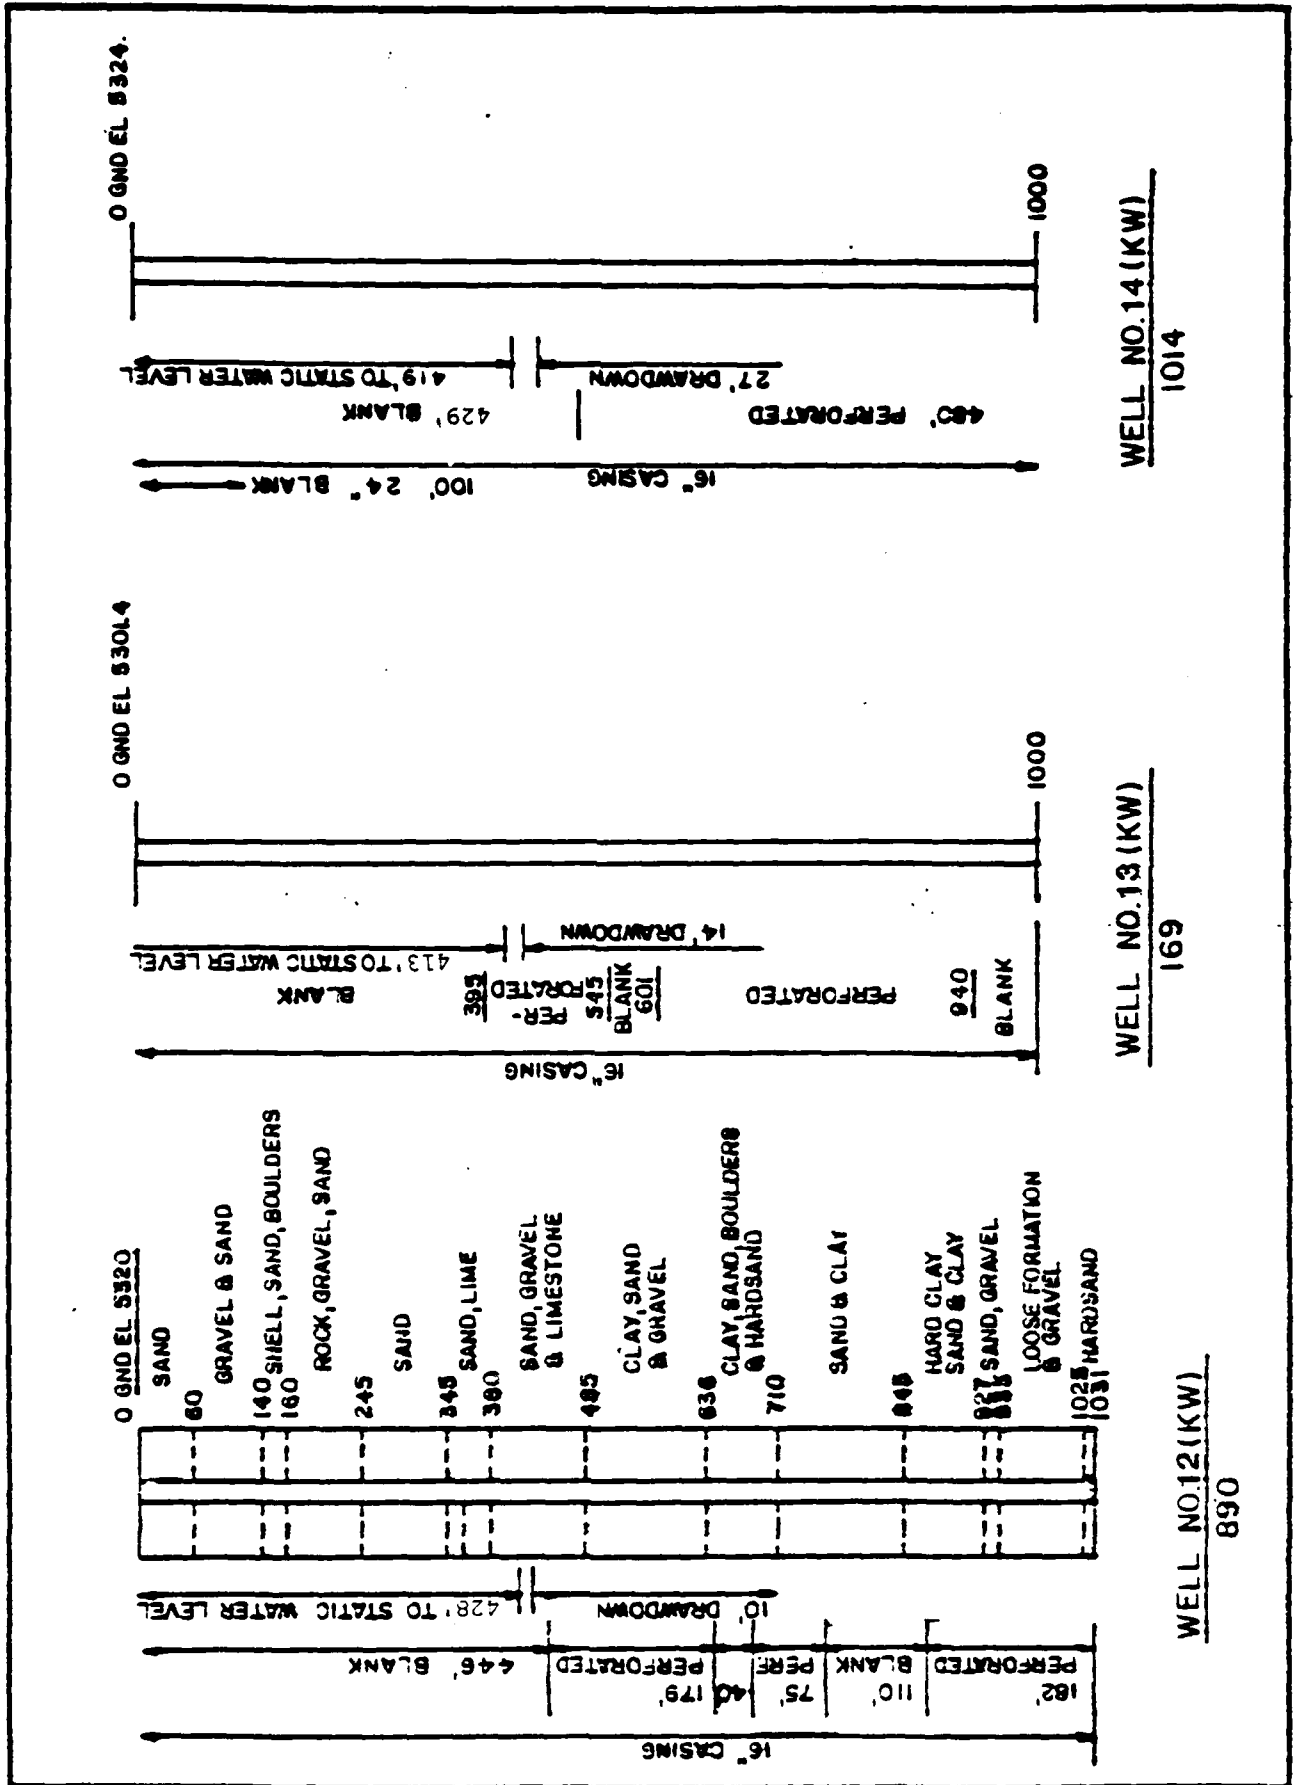 0 GND EL 5320
SAND
60
GRAVEL & SAND
140
SHELL, SAND, BOULDERS
160
ROCK, GRAVEL, SAND
245
SAND
345
SAND, LIME
380
SAND, GRAVEL
& LIMESTONE
485
CLAY, SAND
& GRAVEL
636
CLAY, SAND, BOULDERS
& HARDSAND
710
SAND & CLAY
845
HARD CLAY
SAND & CLAY
927
SAND, GRAVEL
LOOSE FORMATION
& GRAVEL
1025
HARDSAND
1031
428' TO STATIC WATER LEVEL
10' DRAWDOWN
446' BLANK
179'
PERFORATED
40'
75'
PERF
110'
BLANK
182'
PERFORATED
16" CASING
WELL NO.12(KW)
890
0 GND EL 5301.4
413' TO STATIC WATER LEVEL
14' DRAWDOWN
BLANK
395
PER-
FORATED
545
BLANK
601
PERFORATED
940
BLANK
16" CASING
1000
WELL NO.13(KW)
169
0 GND EL 5324.
419' TO STATIC WATER LEVEL
27' DRAWDOWN
429' BLANK
480' PERFORATED
16" CASING
100' 24" BLANK
1000
WELL NO.14(KW)
1014